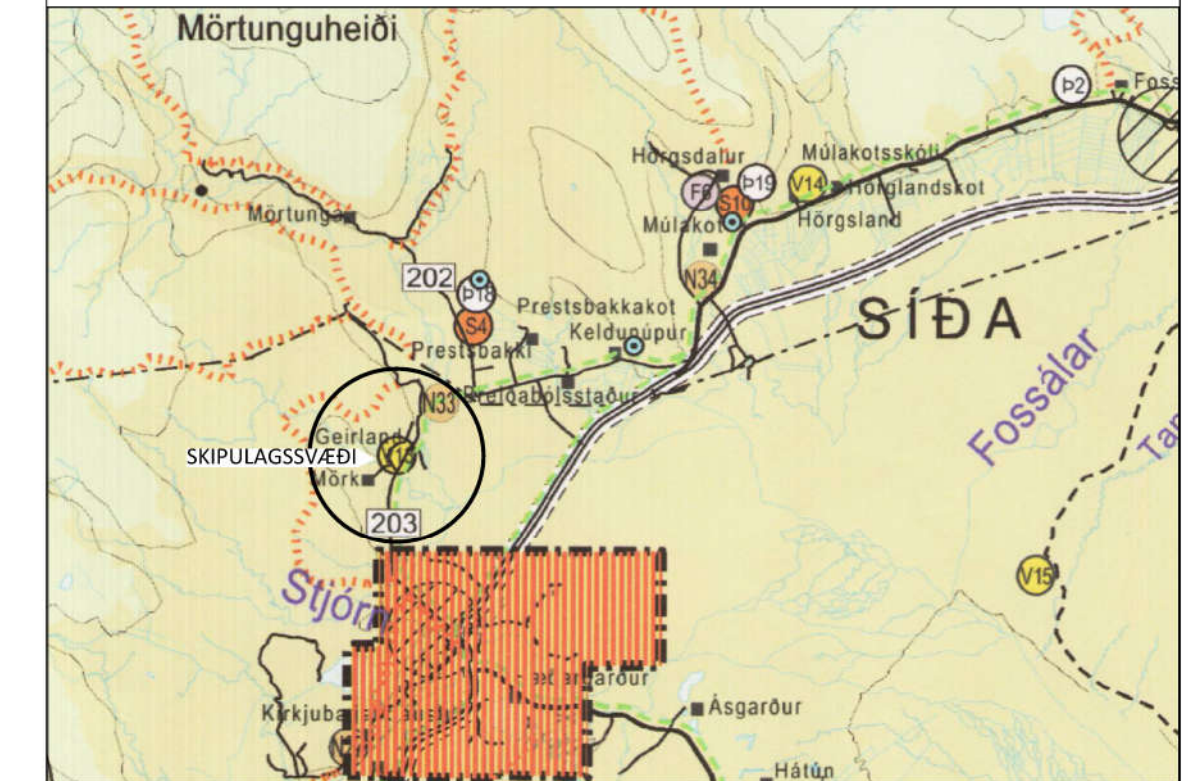 Mörtunguheiði
Þ2
Foss
Hörgsdalur
Múlakotsskóli
F6
Þ19
V14
Hörglandskot
S10
Mörtunga
Múlakot
Hörgsland
202
Þ18
N34
Prestsbakkakot
S4
Keldunúpur
SÍÐA
Prestsbakki
Breiðabólsstaður
N33
Fossálar
Geirland
SKIPULAGSSVÆÐI
Mörk
203
V15
Stjórn
Ásgarður
Hátún